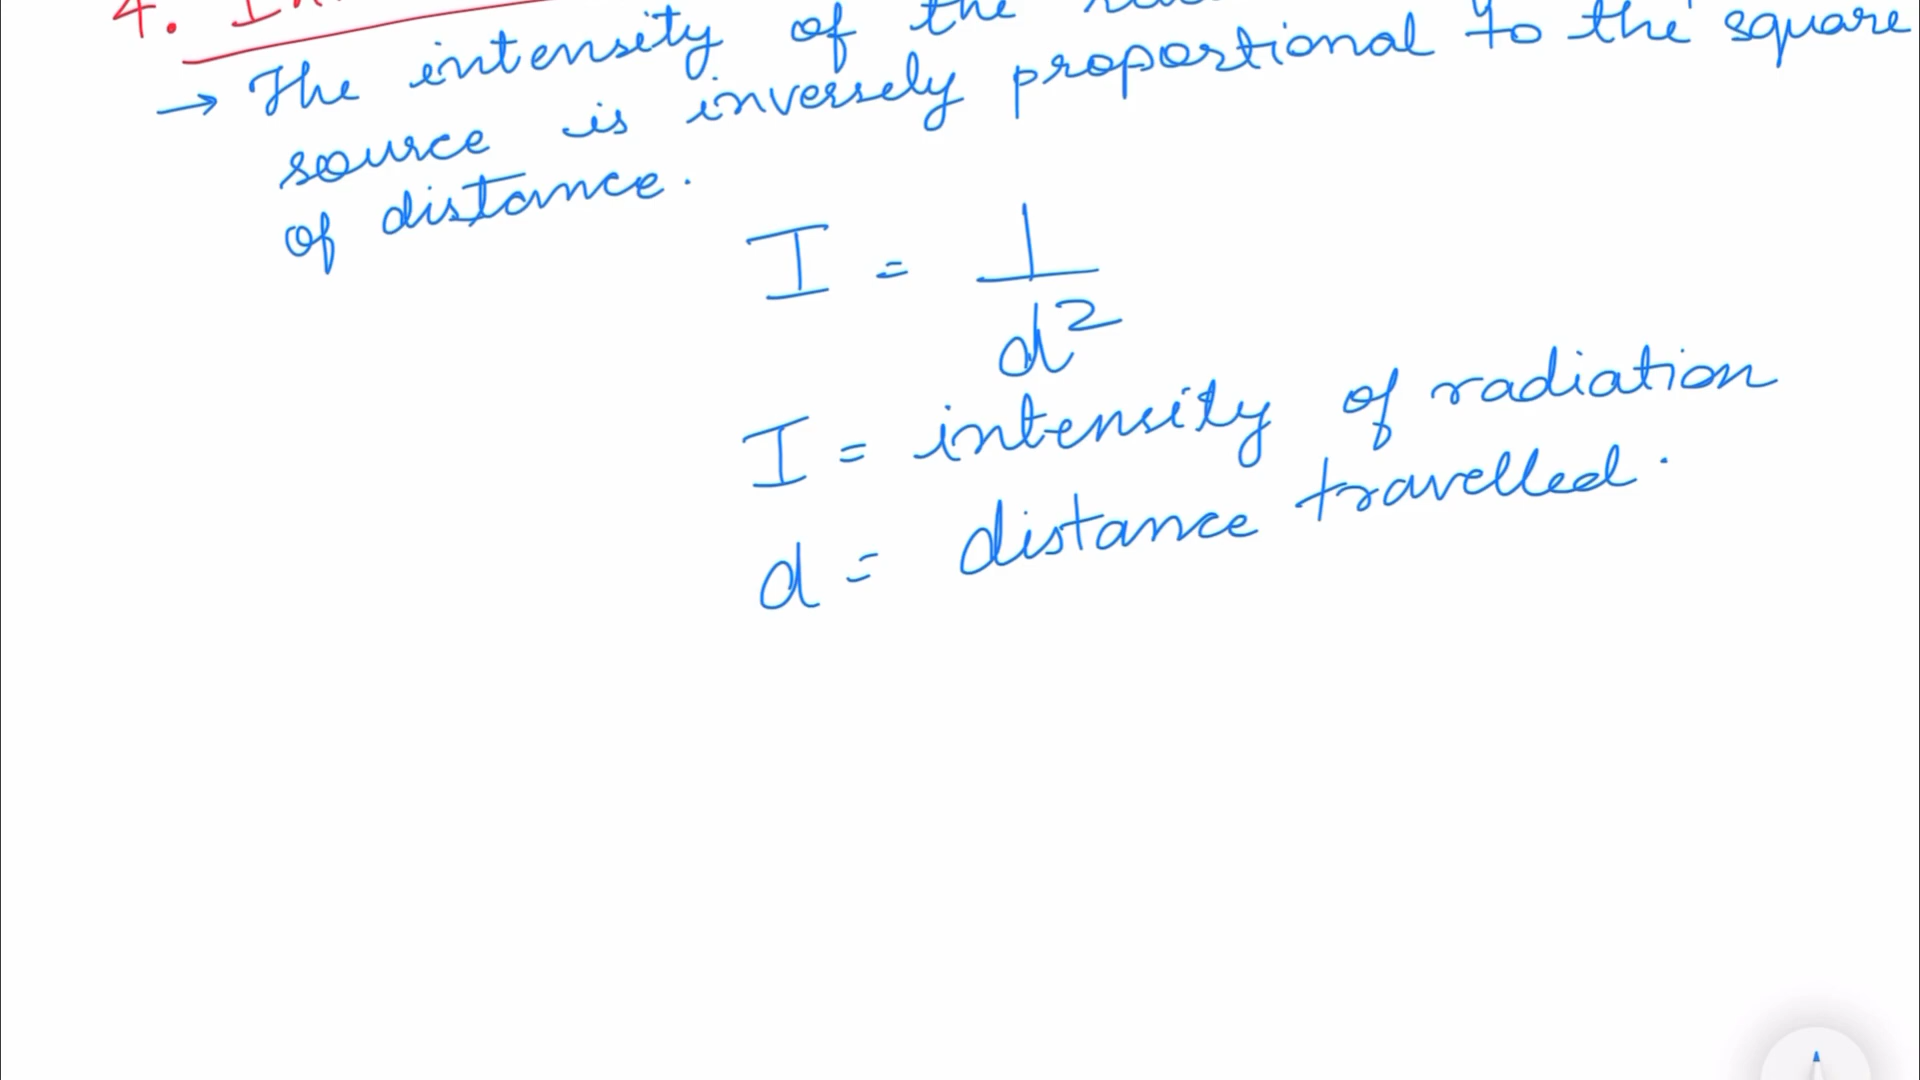 4.
→ The intensity of the
source is inversely proportional to the square
of distance.
I = 1/d²
I = intensity of radiation
d = distance travelled.